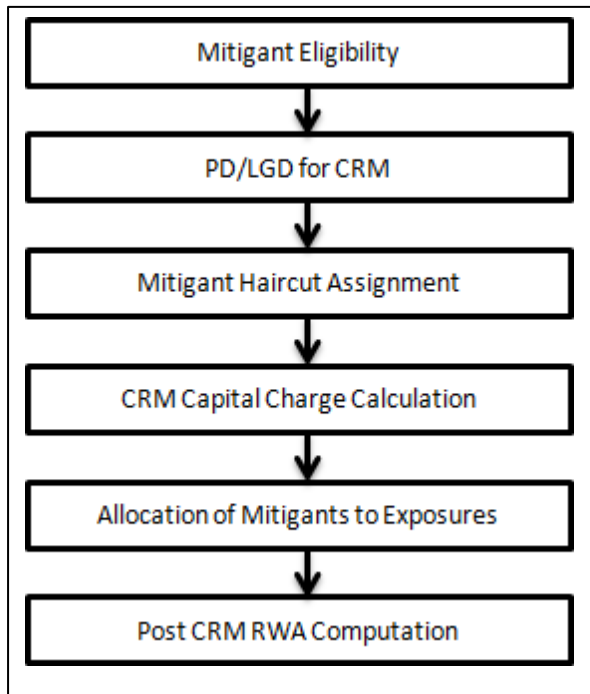 Mitigant Eligibility
PD/LGD for CRM
Mitigant Haircut Assignment
CRM Capital Charge Calculation
Allocation of Mitigants to Exposures
Post CRM RWA Computation